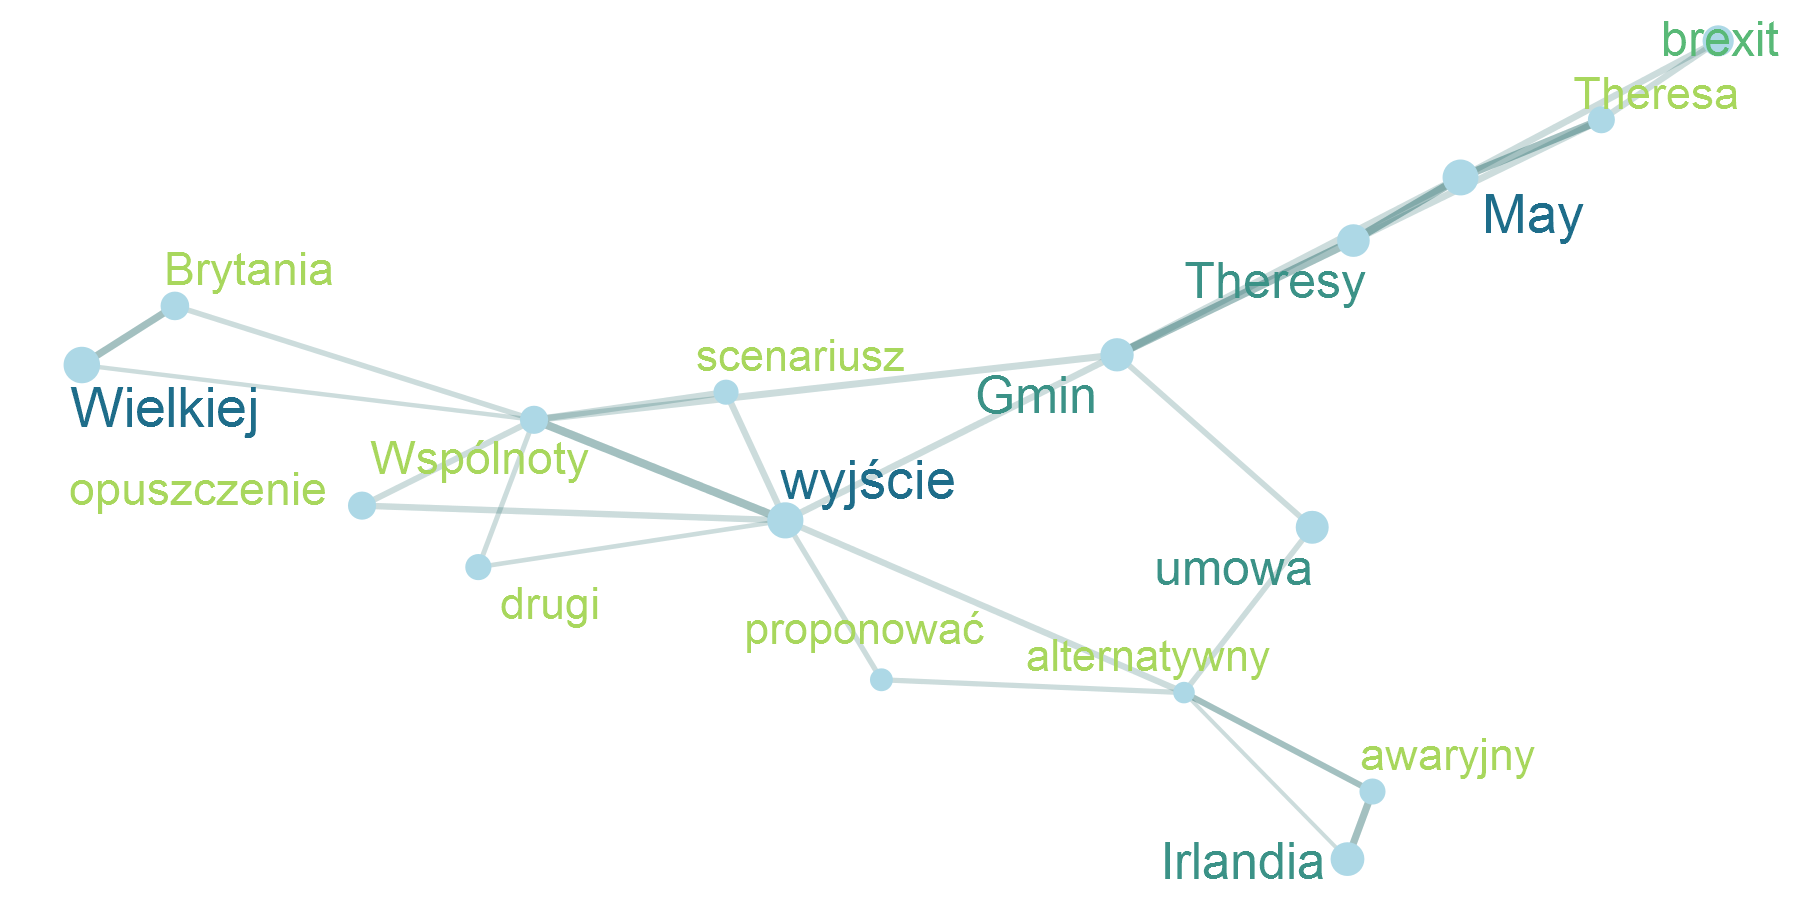 brexit
Theresa
May
Brytania
Theresy
scenariusz
Gmin
Wielkiej
Wspólnoty
wyjście
opuszczenie
umowa
drugi
proponować
alternatywny
awaryjny
Irlandia